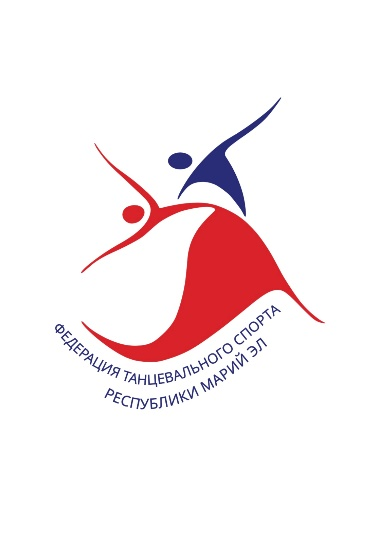 ФЕДЕРАЦИЯ ТАНЦЕВАЛЬНОГО СПОРТА
РЕСПУБЛИКИ МАРИЙ ЭЛ